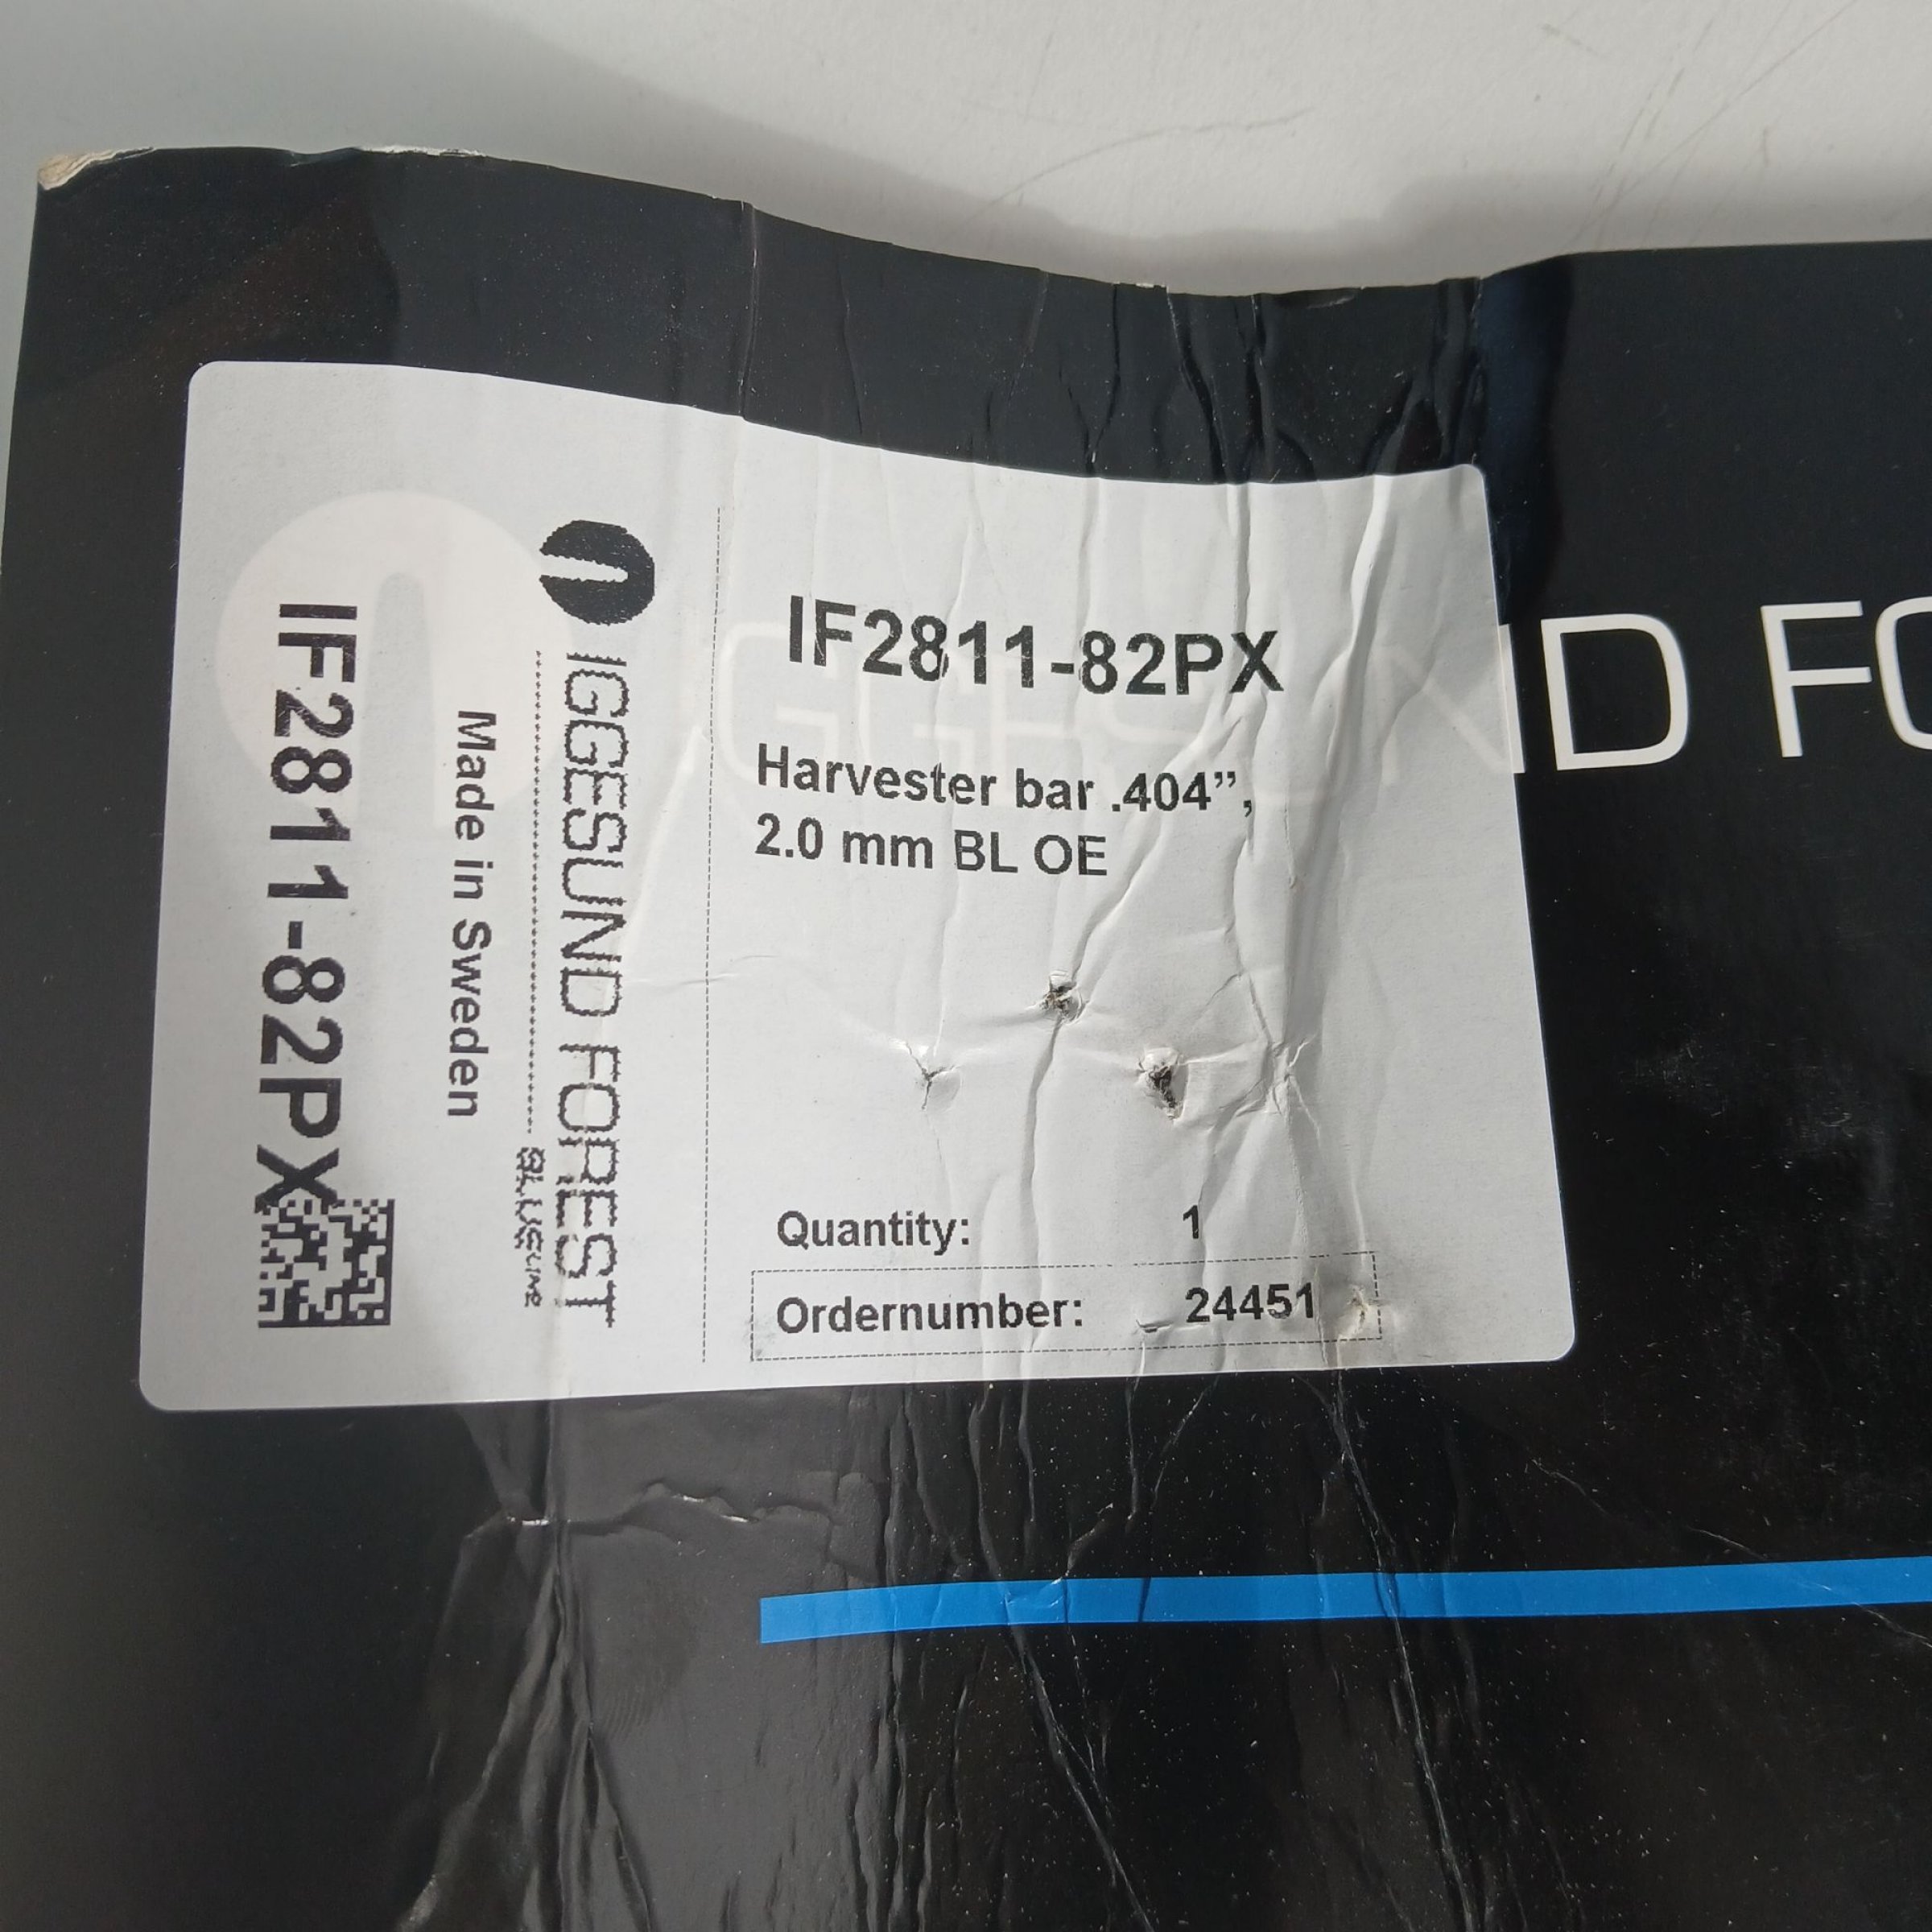 IF2811-82PX
Made in Sweden
IGGESUND FOREST
BLUELINE
IF2811-82PX
Harvester bar .404”,
2.0 mm BL OE
Quantity: 1
Ordernumber: 24451
IGGESUND FO